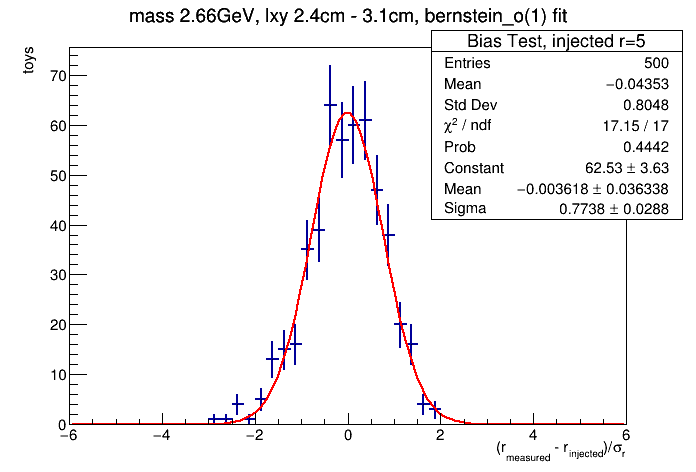 mass 2.66GeV, lxy 2.4cm - 3.1cm, bernstein_o(1) fit
toys
Bias Test, injected r=5
Entries 500
Mean −0.04353
Std Dev 0.8048
χ² / ndf 17.15 / 17
Prob 0.4442
Constant 62.53 ± 3.63
Mean −0.003618 ± 0.036338
Sigma 0.7738 ± 0.0288
70
60
50
40
30
20
10
0
−6 −4 −2 0 2 4 6
(r_measured - r_injected)/σ_r